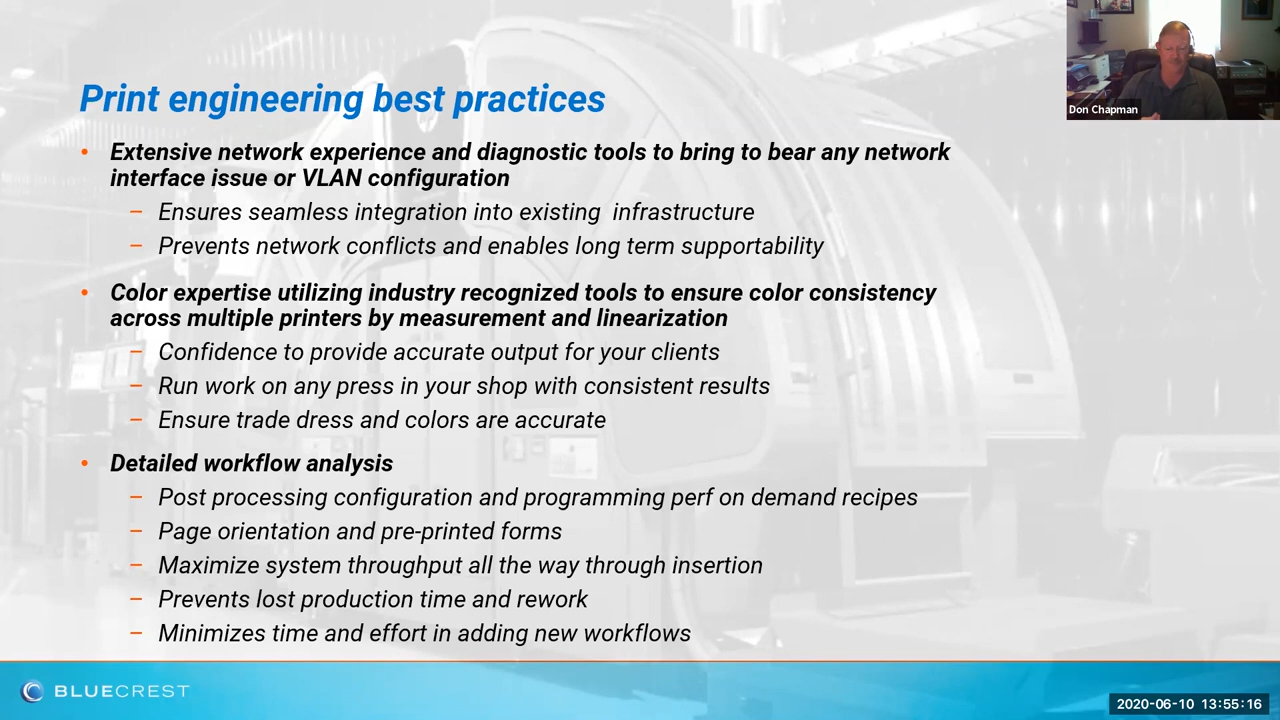 Print engineering best practices
Don Chapman
• Extensive network experience and diagnostic tools to bring to bear any network
interface issue or VLAN configuration
– Ensures seamless integration into existing  infrastructure
– Prevents network conflicts and enables long term supportability
• Color expertise utilizing industry recognized tools to ensure color consistency
across multiple printers by measurement and linearization
– Confidence to provide accurate output for your clients
– Run work on any press in your shop with consistent results
– Ensure trade dress and colors are accurate
• Detailed workflow analysis
– Post processing configuration and programming perf on demand recipes
– Page orientation and pre-printed forms
– Maximize system throughput all the way through insertion
– Prevents lost production time and rework
– Minimizes time and effort in adding new workflows
BLUECREST
2020-06-10 13:55:16